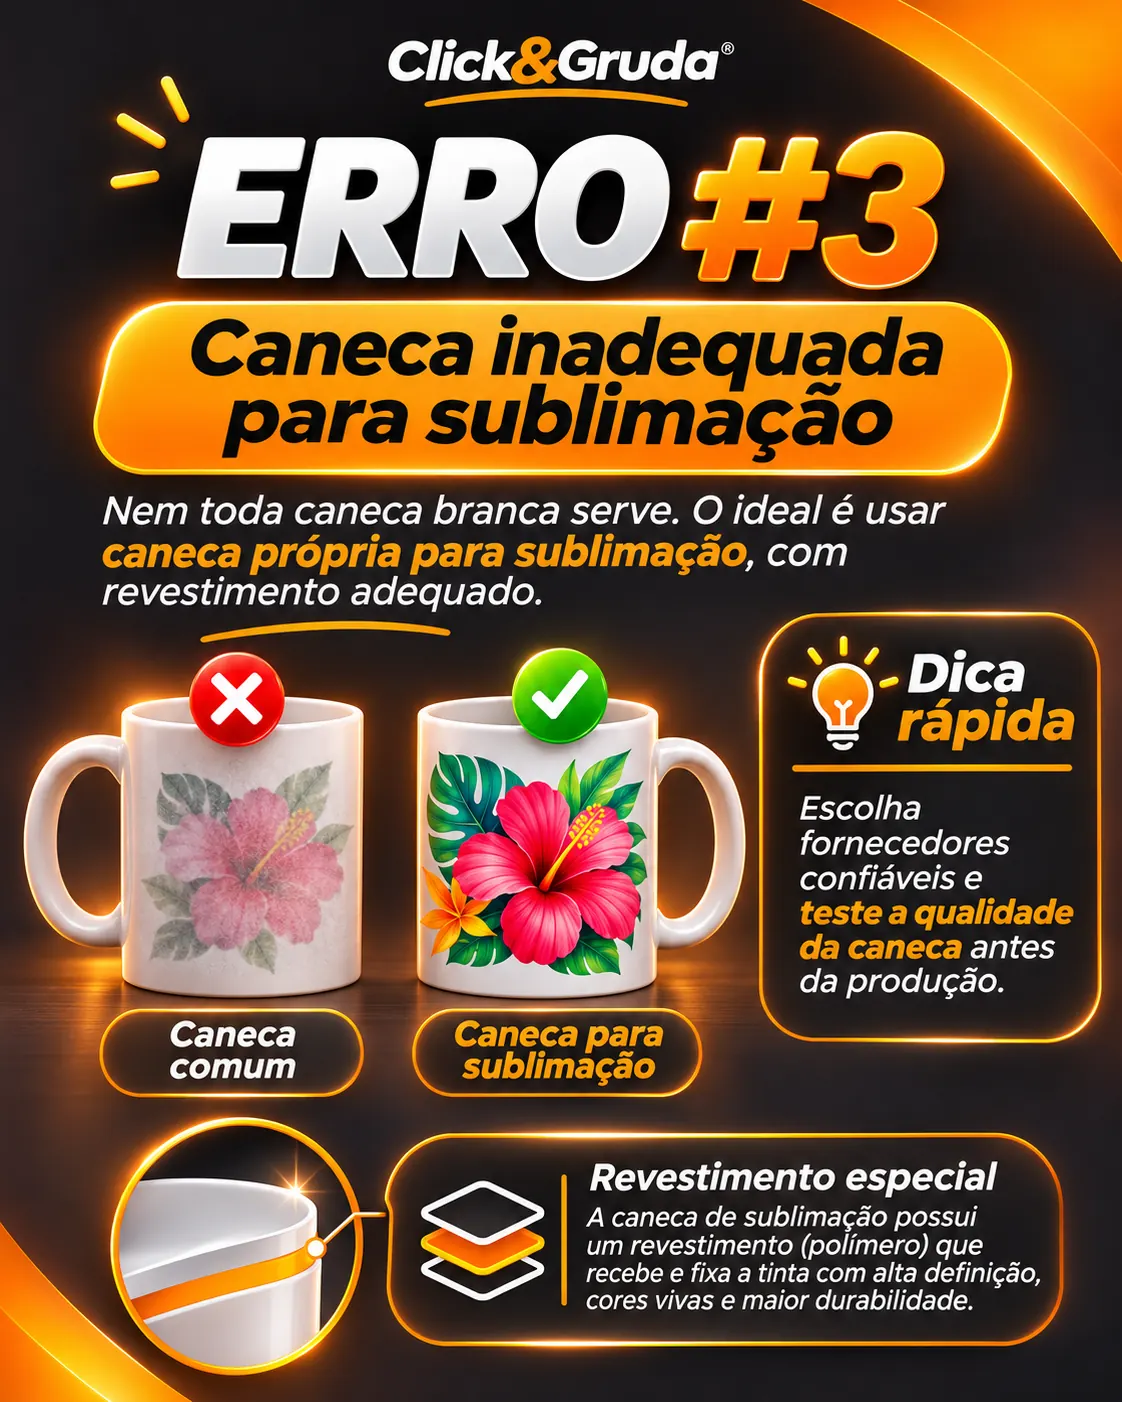 Click&Gruda®
ERRO #3
Caneca inadequada
para sublimação
Nem toda caneca branca serve. O ideal é usar
caneca própria para sublimação, com
revestimento adequado.
Dica
rápida
Escolha
fornecedores
confiáveis e
teste a qualidade
da caneca antes
da produção.
Caneca
comum
Caneca para
sublimação
Revestimento especial
A caneca de sublimação possui
um revestimento (polímero) que
recebe e fixa a tinta com alta definição,
cores vivas e maior durabilidade.